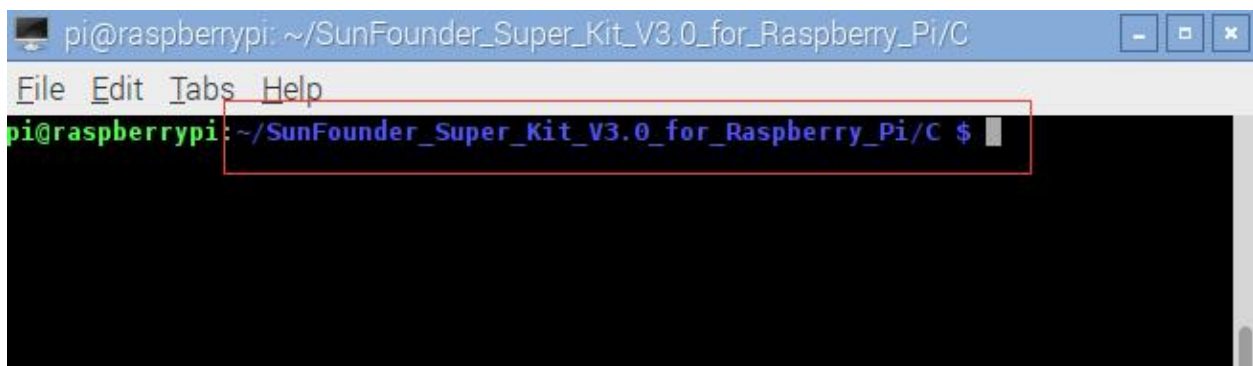 pi@raspberrypi: ~/SunFounder_Super_Kit_V3.0_for_Raspberry_Pi/C
File Edit Tabs Help
pi@raspberrypi:~/SunFounder_Super_Kit_V3.0_for_Raspberry_Pi/C $